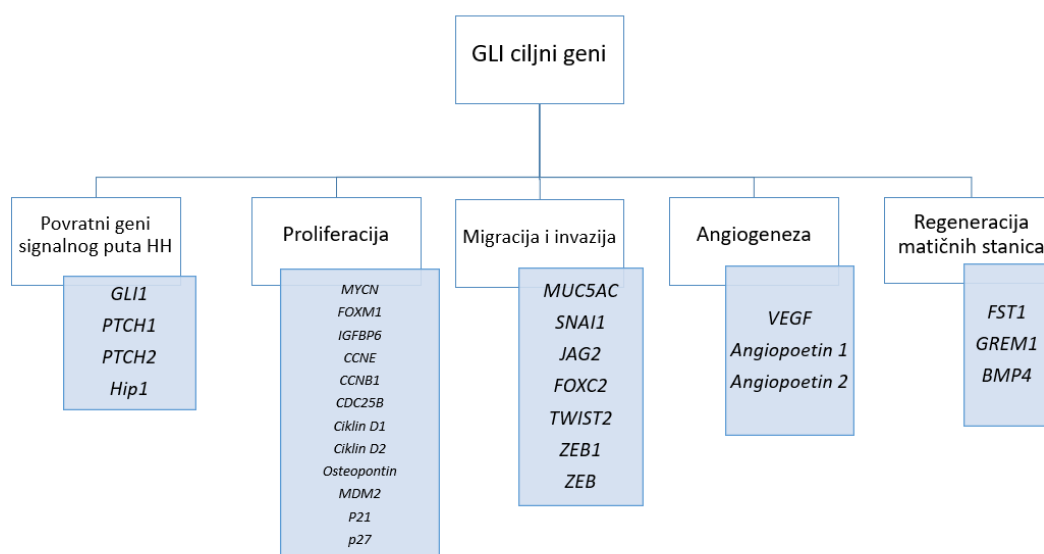 GLI ciljni geni
Povratni geni
signalnog puta HH
GLI1
PTCH1
PTCH2
Hip1
Proliferacija
MYCN
FOXM1
IGFBP6
CCNE
CCNB1
CDC25B
Ciklin D1
Ciklin D2
Osteopontin
MDM2
P21
p27
Migracija i invazija
MUC5AC
SNAI1
JAG2
FOXC2
TWIST2
ZEB1
ZEB
Angiogeneza
VEGF
Angiopoetin 1
Angiopoetin 2
Regeneracija
matičnih stanica
FST1
GREM1
BMP4